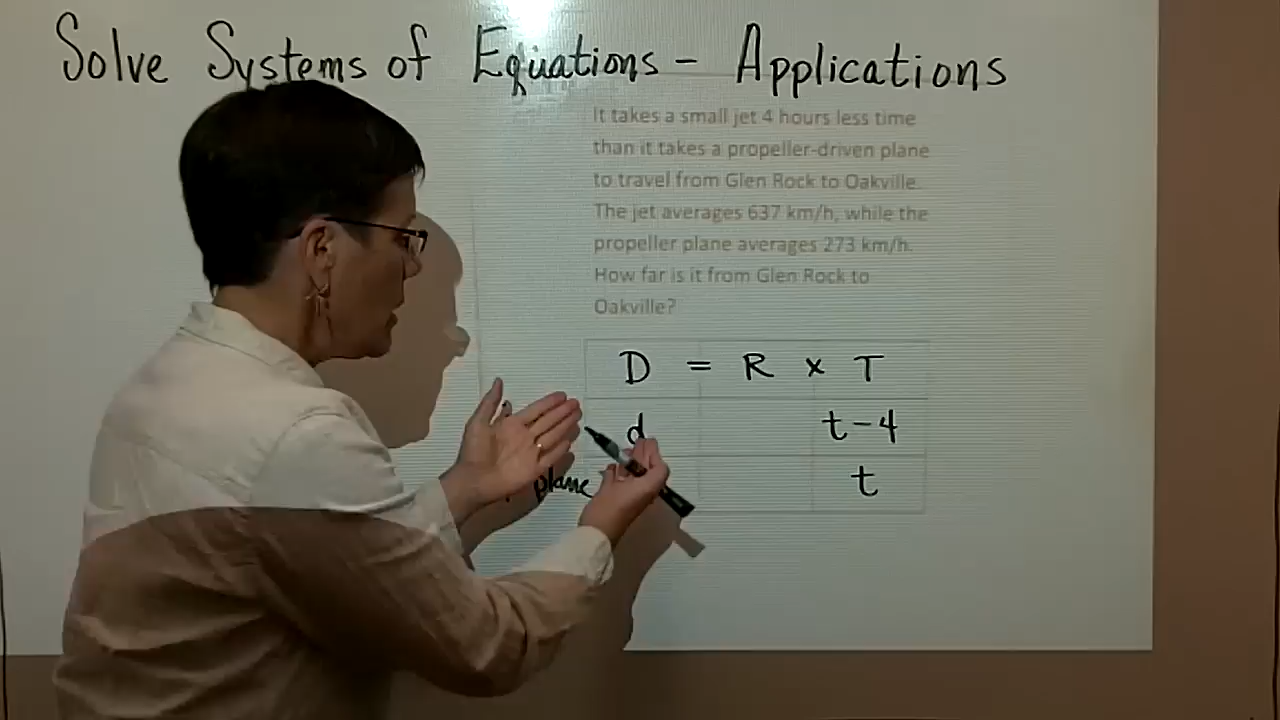 Solve Systems of Equations - Applications
It takes a small jet 4 hours less time
than it takes a propeller-driven plane
to travel from Glen Rock to Oakville.
The jet averages 637 km/h, while the
propeller plane averages 273 km/h.
How far is it from Glen Rock to
Oakville?
D = R x T
d t-4
plane t